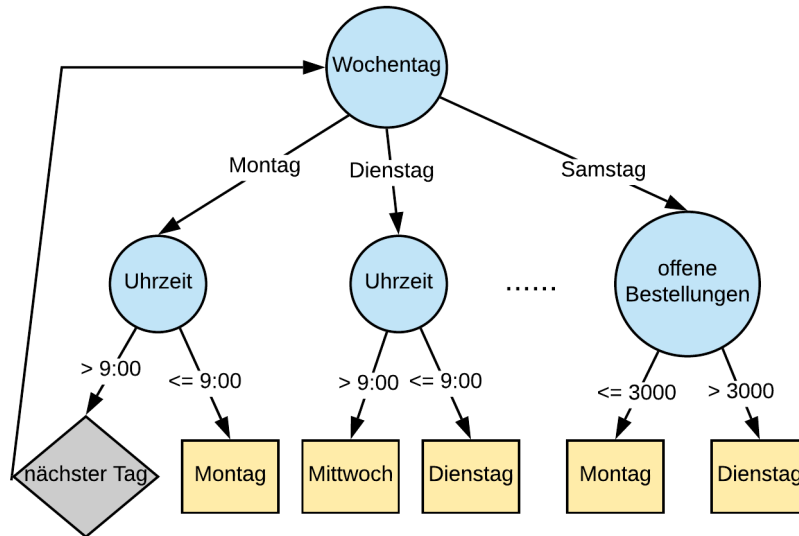 Wochentag
Montag
Dienstag
Samstag
Uhrzeit
Uhrzeit
......
offene
Bestellungen
> 9:00
<= 9:00
> 9:00
<= 9:00
<= 3000
> 3000
nächster Tag
Montag
Mittwoch
Dienstag
Montag
Dienstag